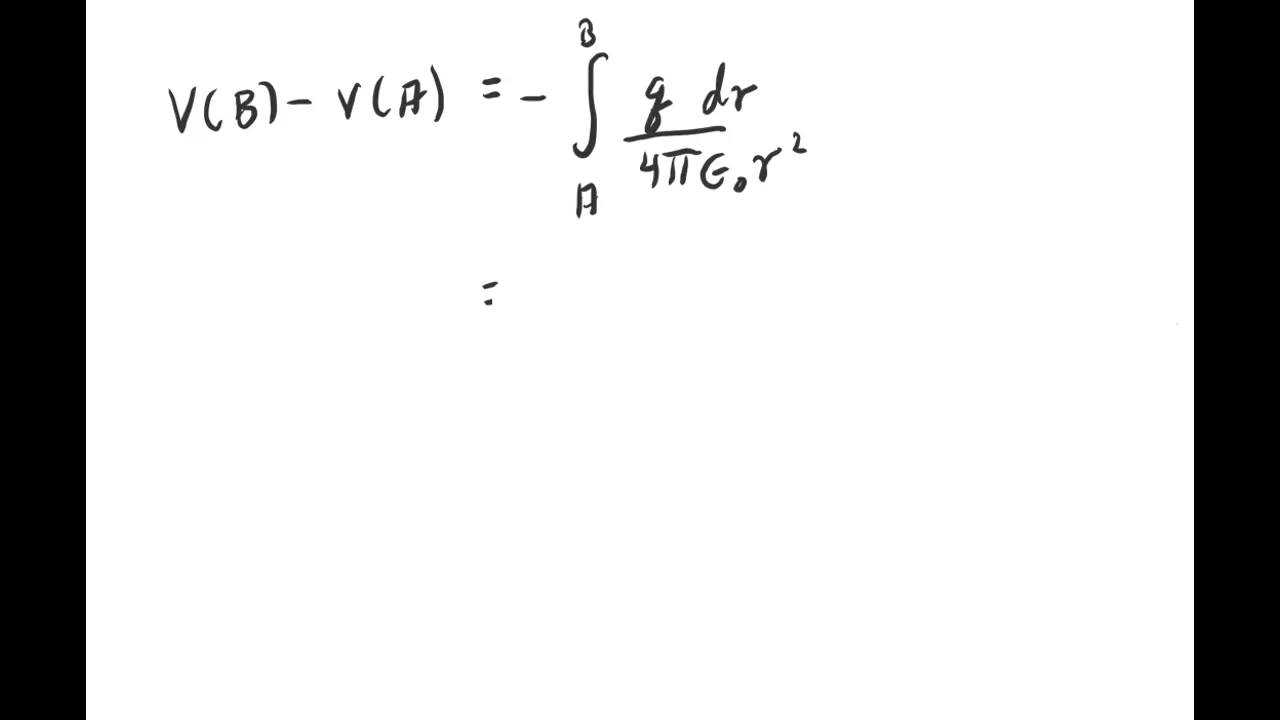 V(B) - V(A) = - ∫_A^B q dr / 4πϵ₀r²
=